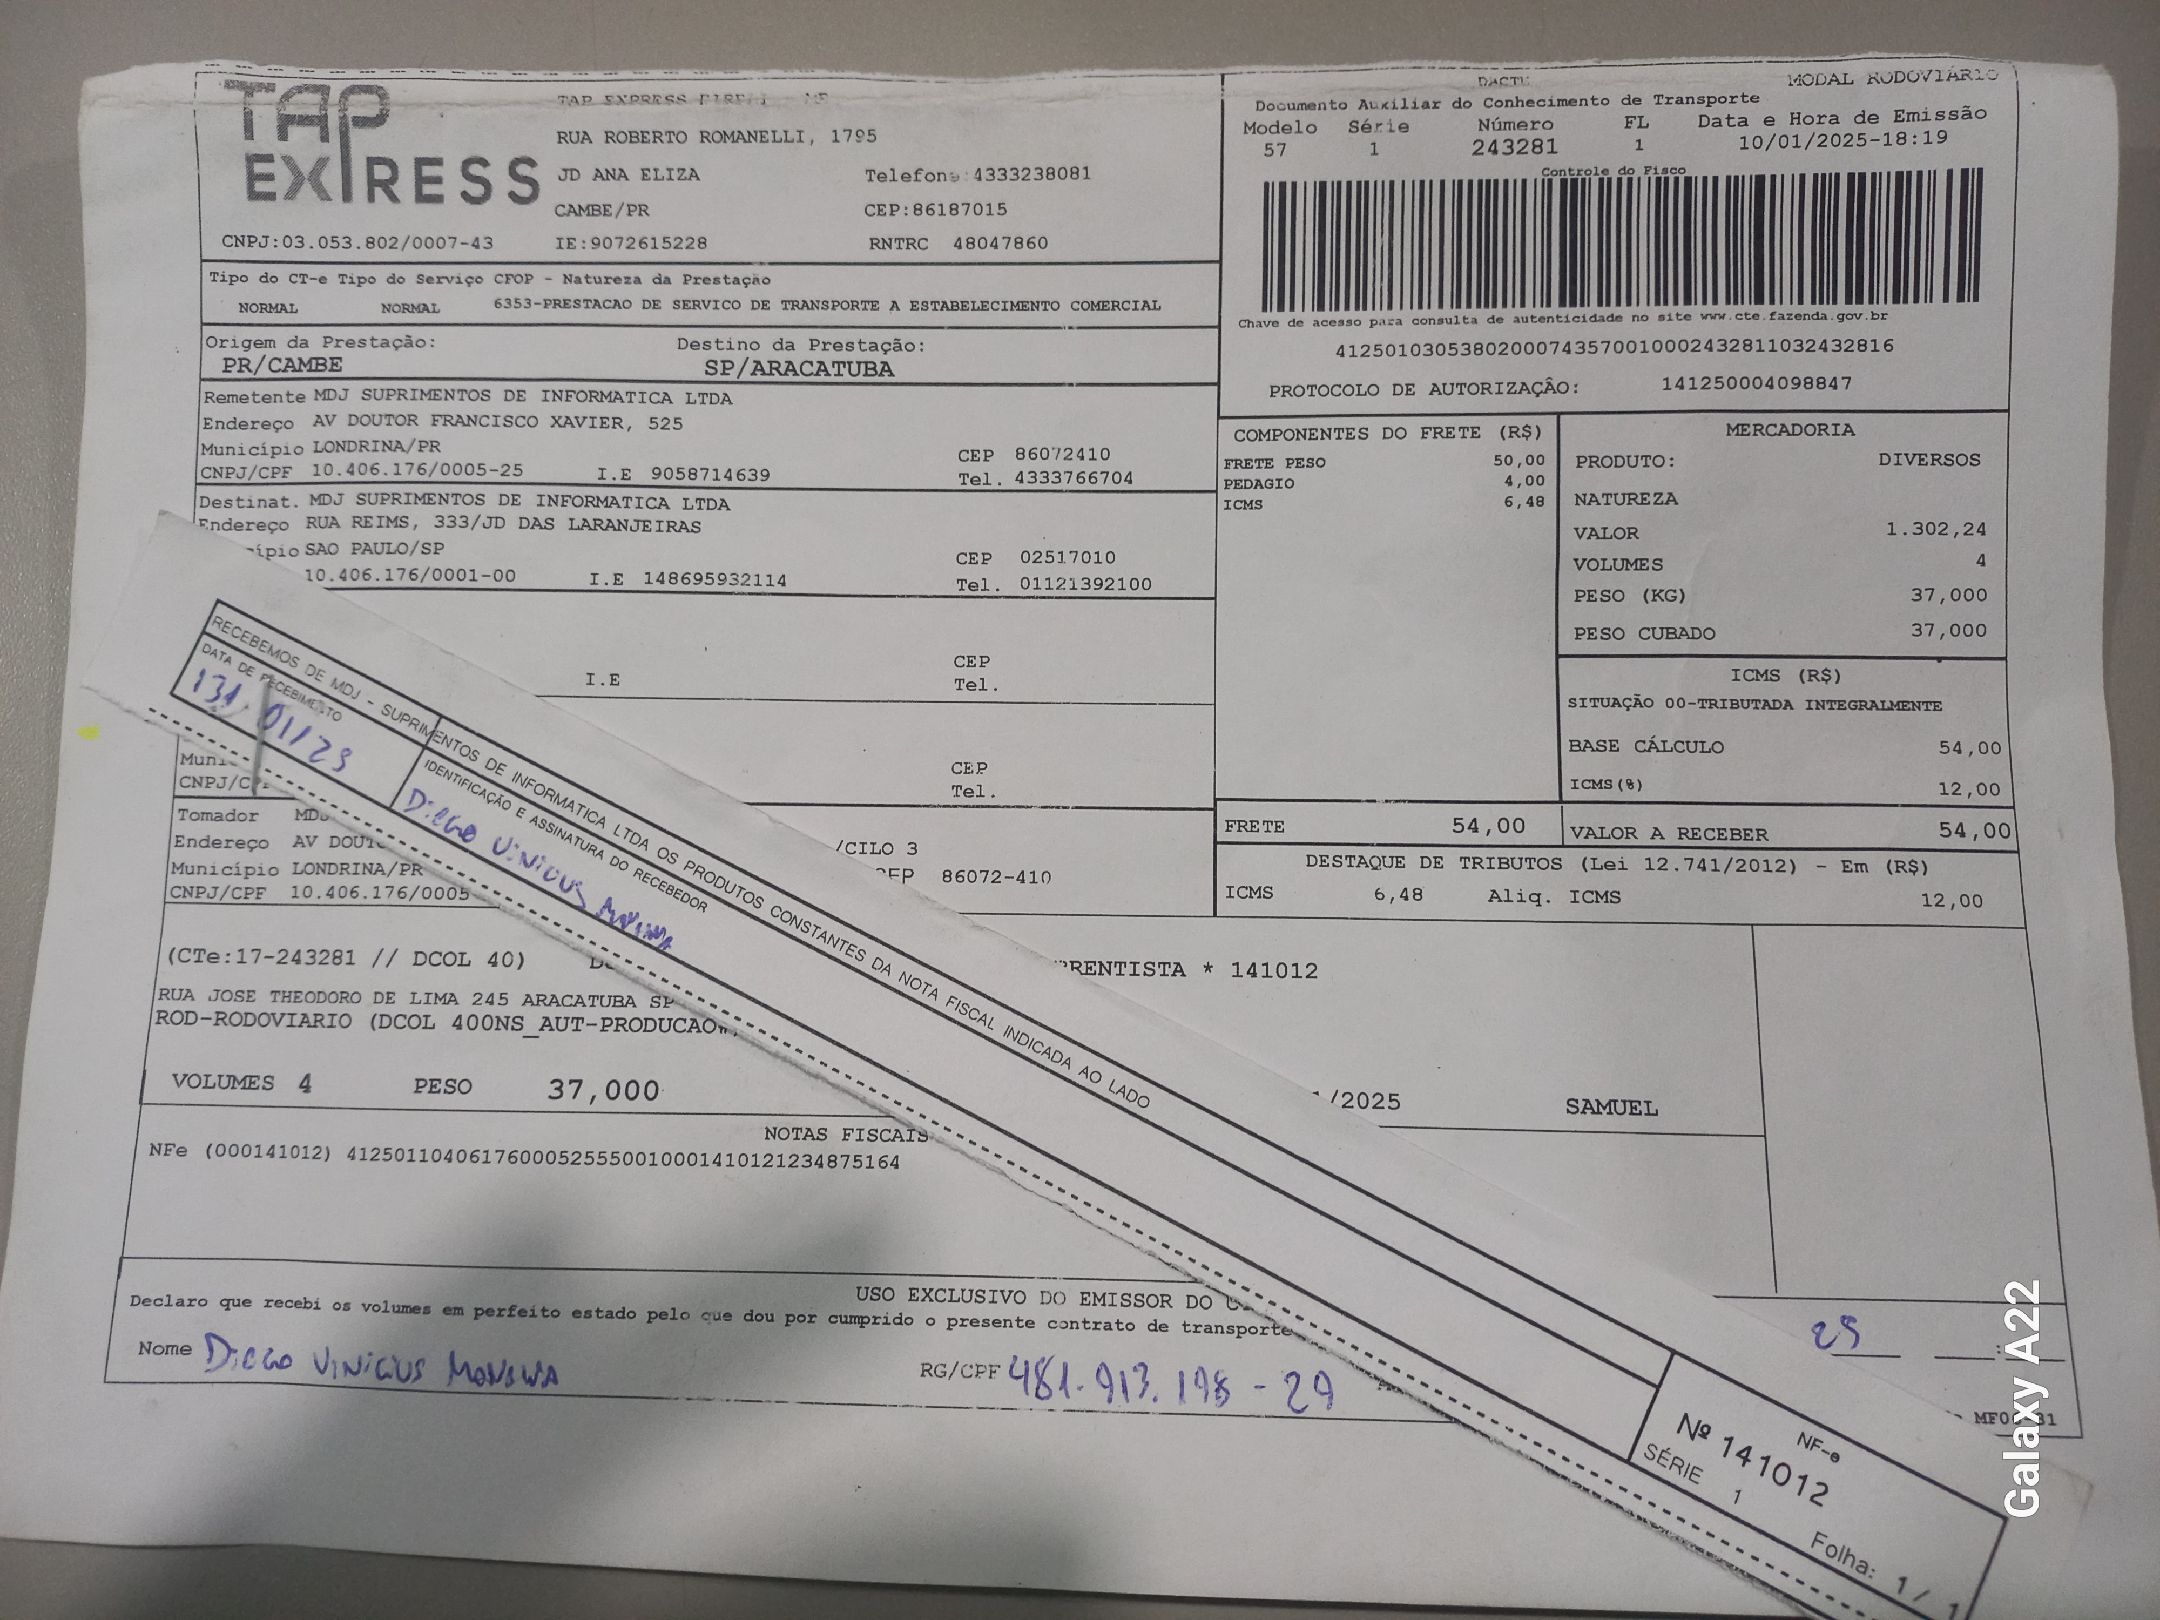 TAP EXPRESS
TAP EXPRESS
RUA ROBERTO ROMANELLI, 1795
JD ANA ELIZA Telefone:4333238081
CAMBE/PR CEP:86187015
CNPJ:03.053.802/0007-43 IE:9072615228 RNTRC 48047860
DACTE MODAL RODOVIÁRIO
Documento Auxiliar do Conhecimento de Transporte
Modelo Série Número FL Data e Hora de Emissão
57 1 243281 1 10/01/2025-18:19
Controle do Fisco
Chave de acesso para consulta de autenticidade no site www.cte.fazenda.gov.br
41250103053802000743570010002432811032432816
PROTOCOLO DE AUTORIZAÇÃO: 141250004098847
Tipo do CT-e Tipo do Serviço CFOP - Natureza da Prestação
NORMAL NORMAL 6353-PRESTACAO DE SERVICO DE TRANSPORTE A ESTABELECIMENTO COMERCIAL
Origem da Prestação: Destino da Prestação:
PR/CAMBE SP/ARACATUBA
Remetente MDJ SUPRIMENTOS DE INFORMATICA LTDA
Endereço AV DOUTOR FRANCISCO XAVIER, 525
Município LONDRINA/PR CEP 86072410
CNPJ/CPF 10.406.176/0005-25 I.E 9058714639 Tel. 4333766704
Destinat. MDJ SUPRIMENTOS DE INFORMATICA LTDA
Endereço RUA REIMS, 333/JD DAS LARANJEIRAS
ípio SAO PAULO/SP CEP 02517010
10.406.176/0001-00 I.E 148695932114 Tel. 01121392100
CEP
I.E Tel.
CEP
Tel.
Muni
CNPJ/C
Tomador MDJ
Endereço AV DOUT /CILO 3
Município LONDRINA/PR CEP 86072-410
CNPJ/CPF 10.406.176/0005
COMPONENTES DO FRETE (R$)
FRETE PESO 50,00
PEDAGIO 4,00
ICMS 6,48
MERCADORIA
PRODUTO: DIVERSOS
NATUREZA
VALOR 1.302,24
VOLUMES 4
PESO (KG) 37,000
PESO CUBADO 37,000
ICMS (R$)
SITUAÇÃO 00-TRIBUTADA INTEGRALMENTE
BASE CÁLCULO 54,00
ICMS(%) 12,00
FRETE 54,00 VALOR A RECEBER 54,00
DESTAQUE DE TRIBUTOS (Lei 12.741/2012) - Em (R$)
ICMS 6,48 Aliq. ICMS 12,00
(CTe:17-243281 // DCOL 40) PRENTISTA * 141012
RUA JOSE THEODORO DE LIMA 245 ARACATUBA SP
ROD-RODOVIARIO (DCOL 400NS_AUT-PRODUCAO
VOLUMES 4 PESO 37,000 /2025 SAMUEL
NOTAS FISCAIS
NFe (000141012) 41250110406176000525550010001410121234875164
USO EXCLUSIVO DO EMISSOR DO
Declaro que recebi os volumes em perfeito estado pelo que dou por cumprido o presente contrato de transporte
Nome Diego Vinicius RG/CPF 481.913.198-29
25
RECEBEMOS DE MDJ - SUPRIMENTOS DE INFORMATICA LTDA OS PRODUTOS CONSTANTES DA NOTA FISCAL INDICADA AO LADO
DATA DE RECEBIMENTO IDENTIFICAÇÃO E ASSINATURA DO RECEBEDOR
131 01/25 Diego Vinicius
NF-e
Nº 141012
SÉRIE 1
Folha: 1 / 1
Galaxy A22